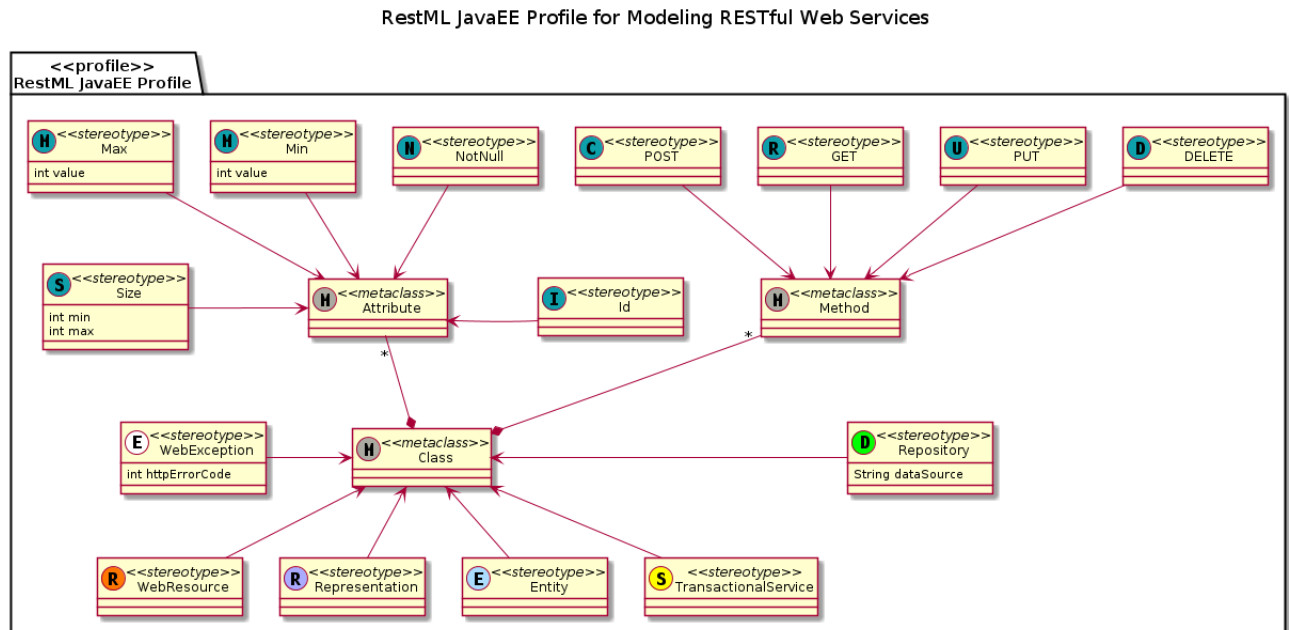 RestML JavaEE Profile for Modeling RESTful Web Services
<<profile>>
RestML JavaEE Profile
M <<stereotype>>
Max
int value
M <<stereotype>>
Min
int value
N <<stereotype>>
NotNull
C <<stereotype>>
POST
R <<stereotype>>
GET
U <<stereotype>>
PUT
D <<stereotype>>
DELETE
S <<stereotype>>
Size
int min
int max
M <<metaclass>>
Attribute
I <<stereotype>>
Id
M <<metaclass>>
Method
*
*
E <<stereotype>>
WebException
int httpErrorCode
M <<metaclass>>
Class
D <<stereotype>>
Repository
String dataSource
R <<stereotype>>
WebResource
R <<stereotype>>
Representation
E <<stereotype>>
Entity
S <<stereotype>>
TransactionalService